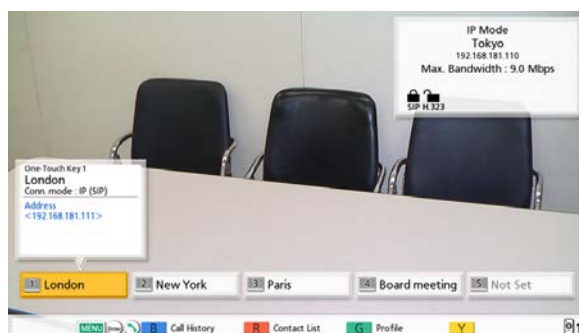 IP Mode
Tokyo
192.168.181.110
Max. Bandwidth : 9.0 Mbps
SIP H.323
One-Touch Key 1
London
Conn. mode : IP (SIP)
Address
<192.168.181.111>
1 London
2 New York
3 Paris
4 Board meeting
5 Not Set
MENU Enter B Call History R Contact List G Profile Y 1